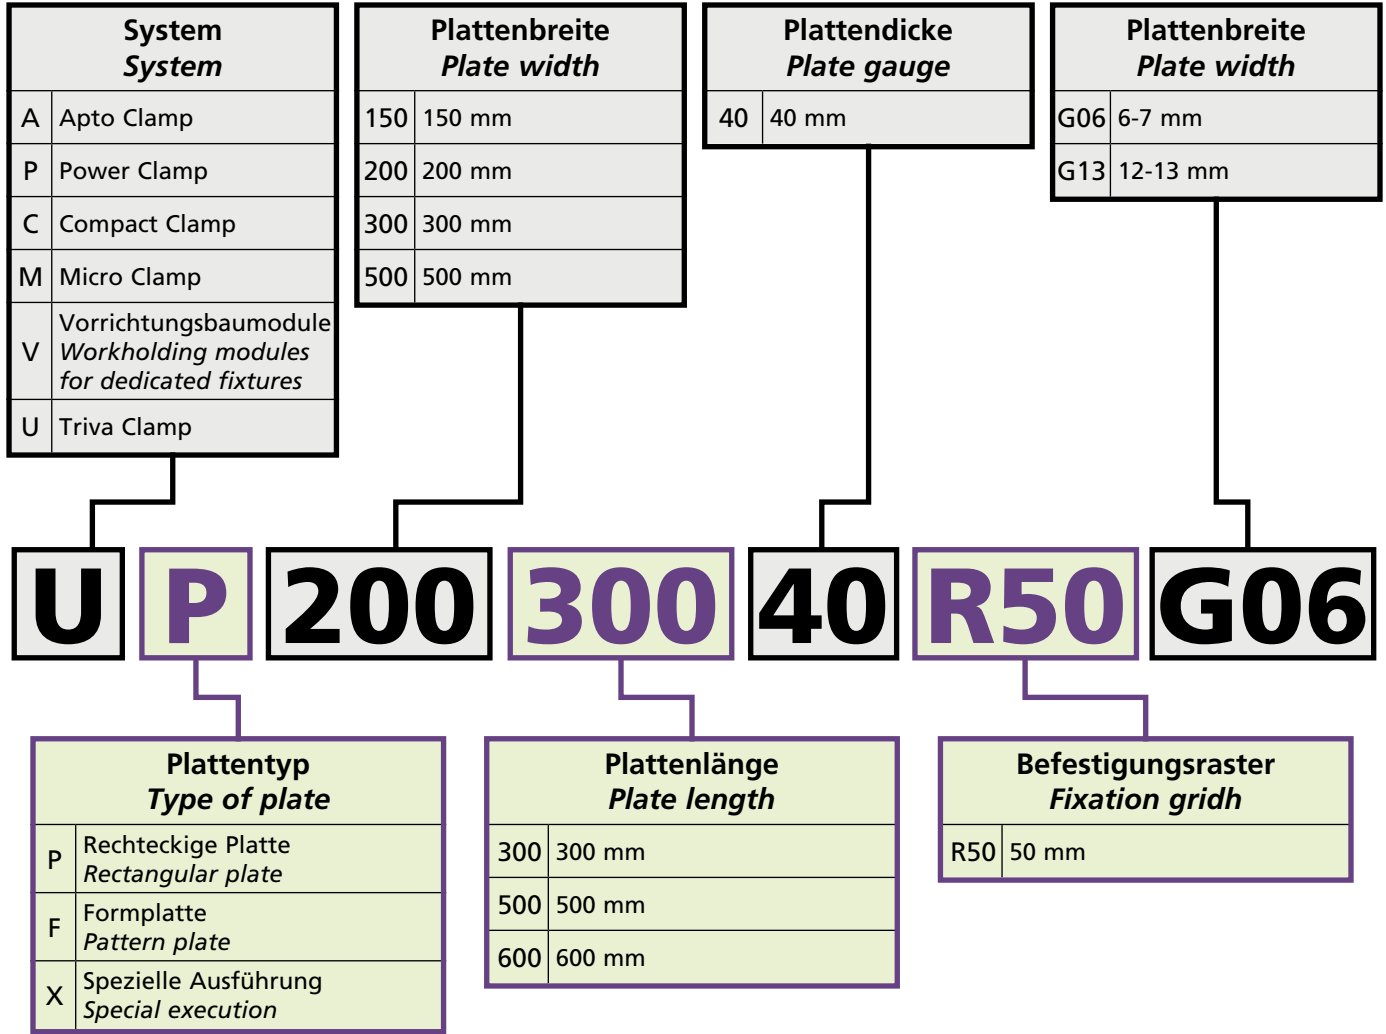 System
System
A Apto Clamp
P Power Clamp
C Compact Clamp
M Micro Clamp
V Vorrichtungsbaumodule
Workholding modules
for dedicated fixtures
U Triva Clamp
Plattenbreite
Plate width
150 150 mm
200 200 mm
300 300 mm
500 500 mm
Plattendicke
Plate gauge
40 40 mm
Plattenbreite
Plate width
G06 6-7 mm
G13 12-13 mm
U P 200 300 40 R50 G06
Plattentyp
Type of plate
P Rechteckige Platte
Rectangular plate
F Formplatte
Pattern plate
X Spezielle Ausführung
Special execution
Plattenlänge
Plate length
300 300 mm
500 500 mm
600 600 mm
Befestigungsraster
Fixation gridh
R50 50 mm